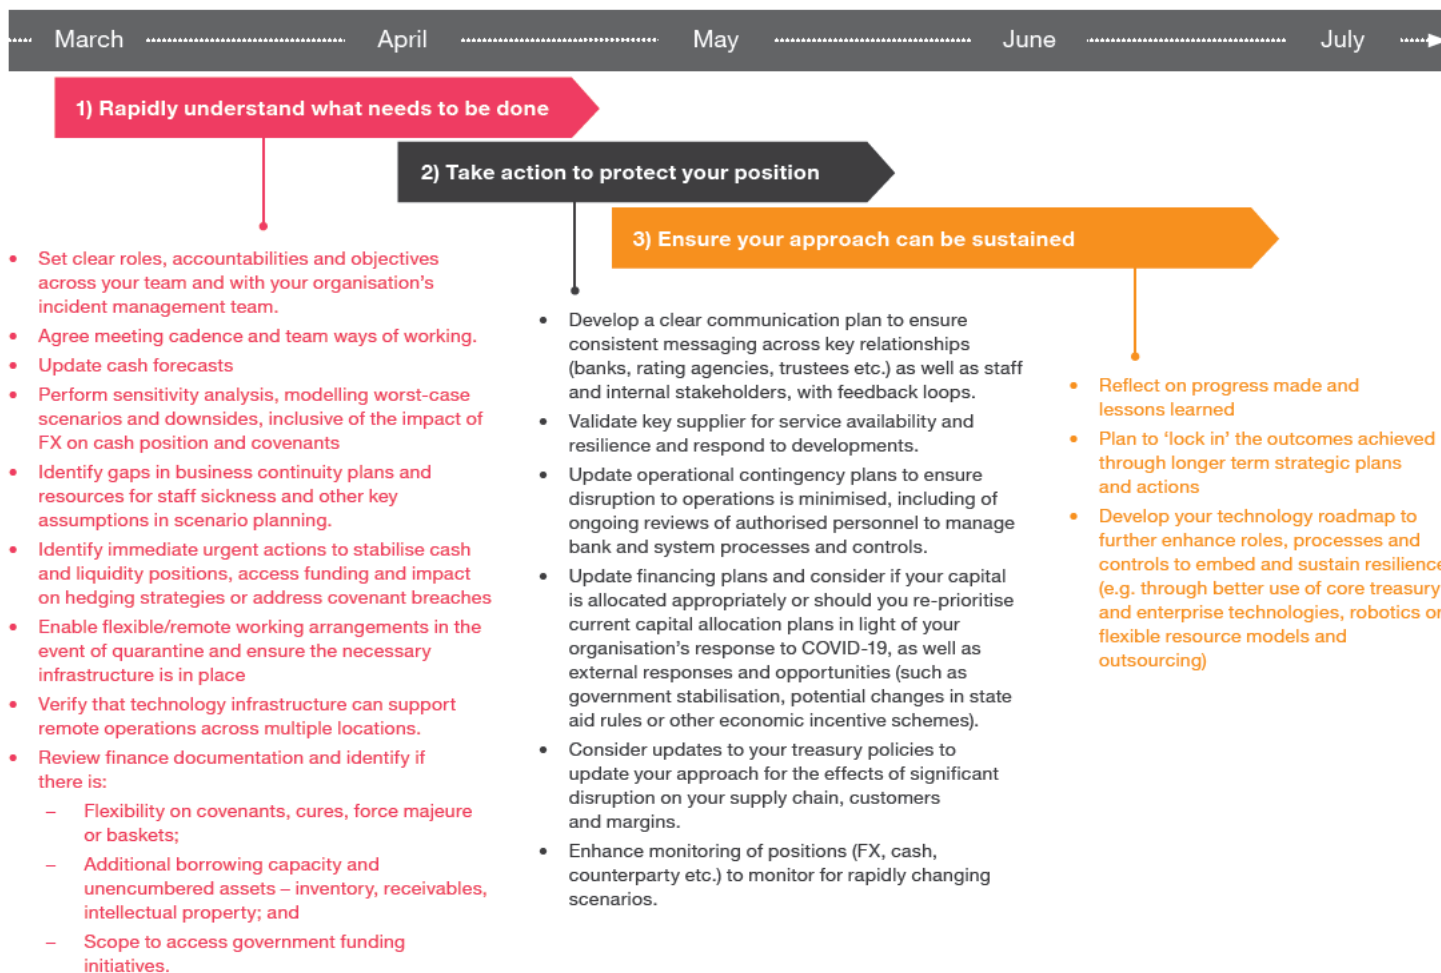 March
April
May
June
July
1) Rapidly understand what needs to be done
2) Take action to protect your position
3) Ensure your approach can be sustained
• Set clear roles, accountabilities and objectives
across your team and with your organisation's
incident management team.
• Agree meeting cadence and team ways of working.
• Update cash forecasts
• Perform sensitivity analysis, modelling worst-case
scenarios and downsides, inclusive of the impact of
FX on cash position and covenants
• Identify gaps in business continuity plans and
resources for staff sickness and other key
assumptions in scenario planning.
• Identify immediate urgent actions to stabilise cash
and liquidity positions, access funding and impact
on hedging strategies or address covenant breaches
• Enable flexible/remote working arrangements in the
event of quarantine and ensure the necessary
infrastructure is in place
• Verify that technology infrastructure can support
remote operations across multiple locations.
• Review finance documentation and identify if
there is:
– Flexibility on covenants, cures, force majeure
or baskets;
– Additional borrowing capacity and
unencumbered assets – inventory, receivables,
intellectual property; and
– Scope to access government funding
initiatives.
• Develop a clear communication plan to ensure
consistent messaging across key relationships
(banks, rating agencies, trustees etc.) as well as staff
and internal stakeholders, with feedback loops.
• Validate key supplier for service availability and
resilience and respond to developments.
• Update operational contingency plans to ensure
disruption to operations is minimised, including of
ongoing reviews of authorised personnel to manage
bank and system processes and controls.
• Update financing plans and consider if your capital
is allocated appropriately or should you re-prioritise
current capital allocation plans in light of your
organisation's response to COVID-19, as well as
external responses and opportunities (such as
government stabilisation, potential changes in state
aid rules or other economic incentive schemes).
• Consider updates to your treasury policies to
update your approach for the effects of significant
disruption on your supply chain, customers
and margins.
• Enhance monitoring of positions (FX, cash,
counterparty etc.) to monitor for rapidly changing
scenarios.
• Reflect on progress made and
lessons learned
• Plan to 'lock in' the outcomes achieved
through longer term strategic plans
and actions
• Develop your technology roadmap to
further enhance roles, processes and
controls to embed and sustain resilience
(e.g. through better use of core treasury
and enterprise technologies, robotics or
flexible resource models and
outsourcing)